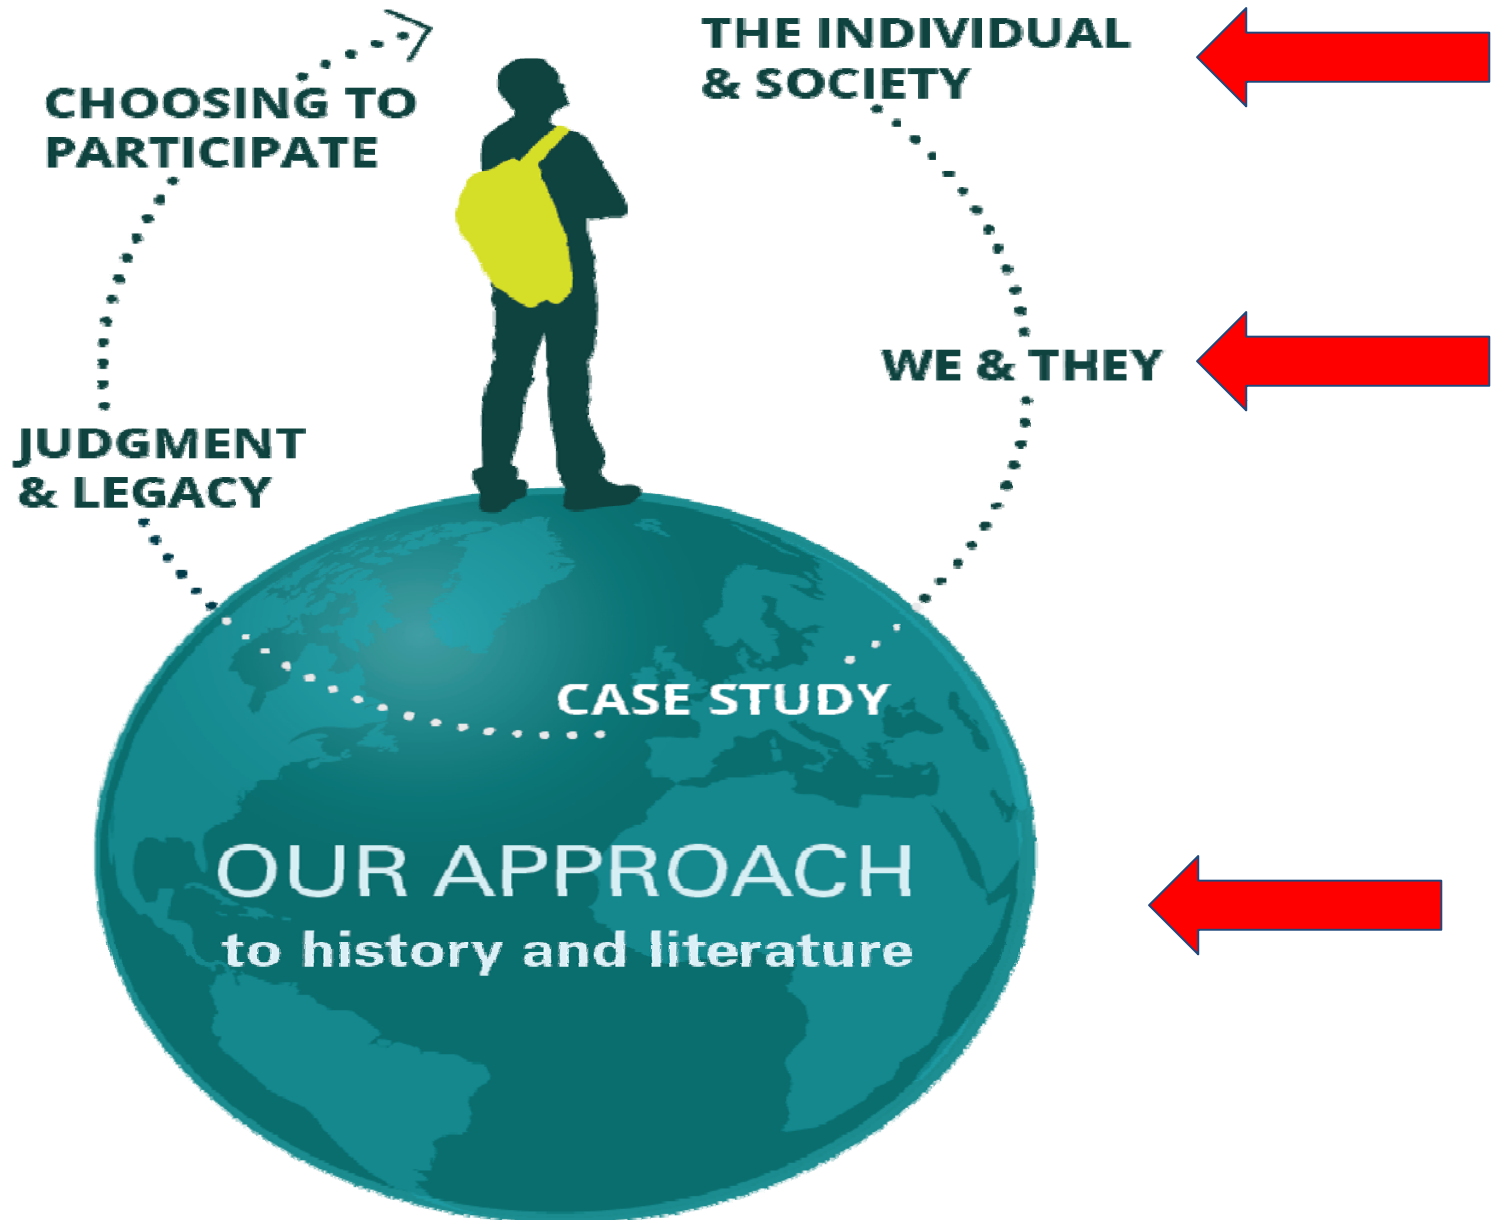 THE INDIVIDUAL
& SOCIETY
WE & THEY
CASE STUDY
JUDGMENT
& LEGACY
CHOOSING TO
PARTICIPATE
OUR APPROACH
to history and literature